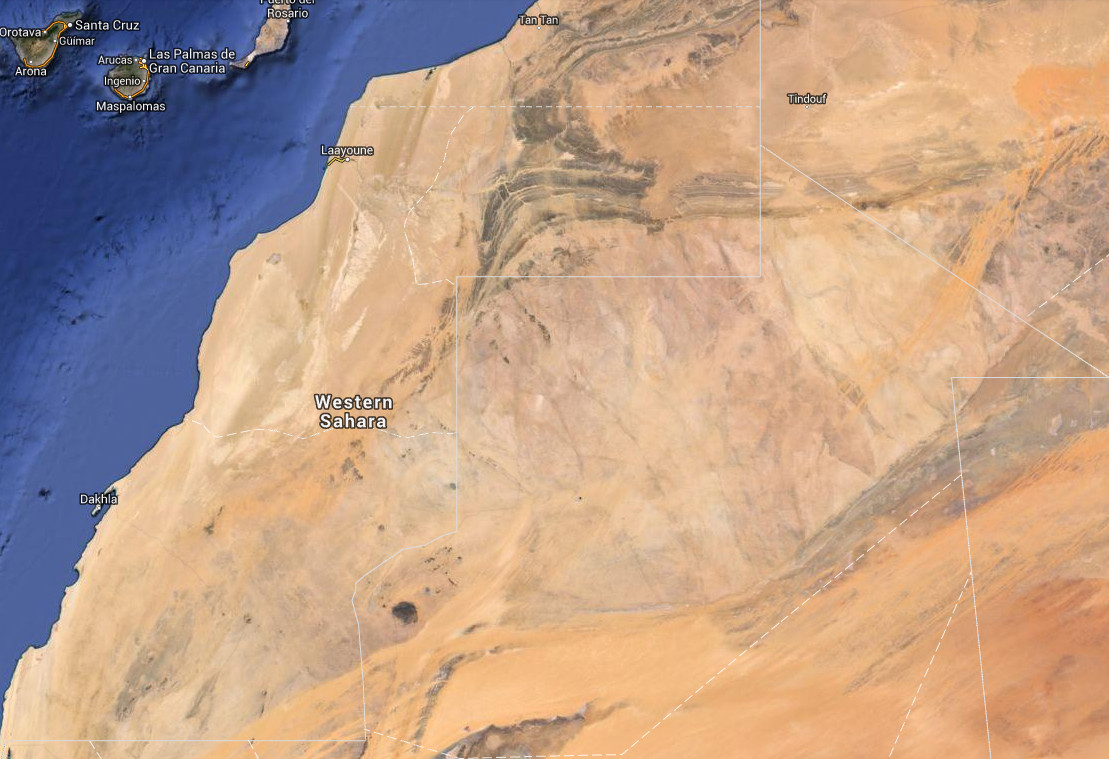 Puerto del
Rosario
Tan Tan
Santa Cruz
Orotava
Güímar
Arucas
Las Palmas de
Gran Canaria
Arona
Ingenio
Maspalomas
Tindouf
Laayoune
Western
Sahara
Dakhla